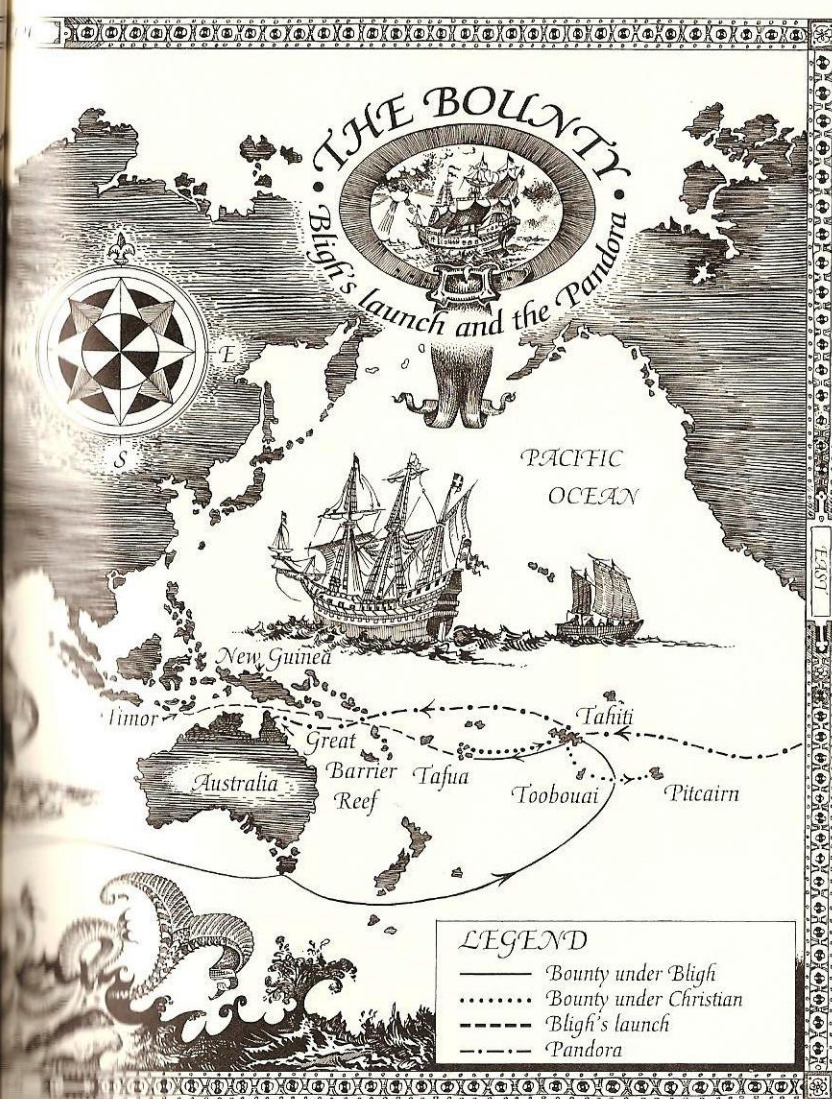 • THE BOUNTY •
Bligh's launch and the Pandora
E
S
PACIFIC
OCEAN
EAST
New Guinea
Timor
Tahiti
Great
Barrier
Reef
Australia
Tafua
Toobouai
Pitcairn
LEGEND
Bounty under Bligh
Bounty under Christian
Bligh's launch
Pandora